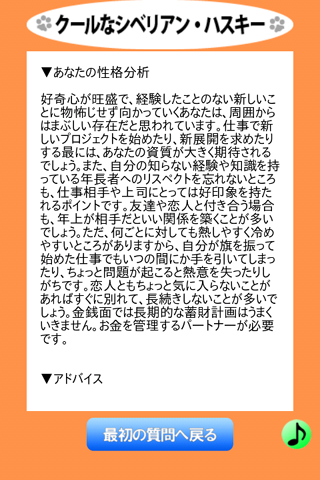 クールなシベリアン・ハスキー
▼あなたの性格分析
好奇心が旺盛で、経験したことのない新しいこ
とに物怖じせず向かっていくあなたは、周囲から
はまぶしい存在だと思われています。仕事で新
しいプロジェクトを始めたり、新展開を求めたり
する最には、あなたの資質が大きく期待される
でしょう。また、自分の知らない経験や知識を持
っている年長者へのリスペクトを忘れないところ
も、仕事相手や上司にとっては好印象を持た
れるポイントです。友達や恋人と付き合う場合
も、年上が相手だといい関係を築くことが多い
でしょう。ただ、何ごとに対しても熱しやすく冷め
やすいところがありますから、自分が旗を振って
始めた仕事でもいつの間にか手を引いてしまっ
たり、ちょっと問題が起こると熱意を失ったりし
がちです。恋人ともちょっと気に入らないことが
あればすぐに別れて、長続きしないことが多いで
しょう。金銭面では長期的な蓄財計画はうまく
いきません。お金を管理するパートナーが必要
です。
▼アドバイス
最初の質問へ戻る